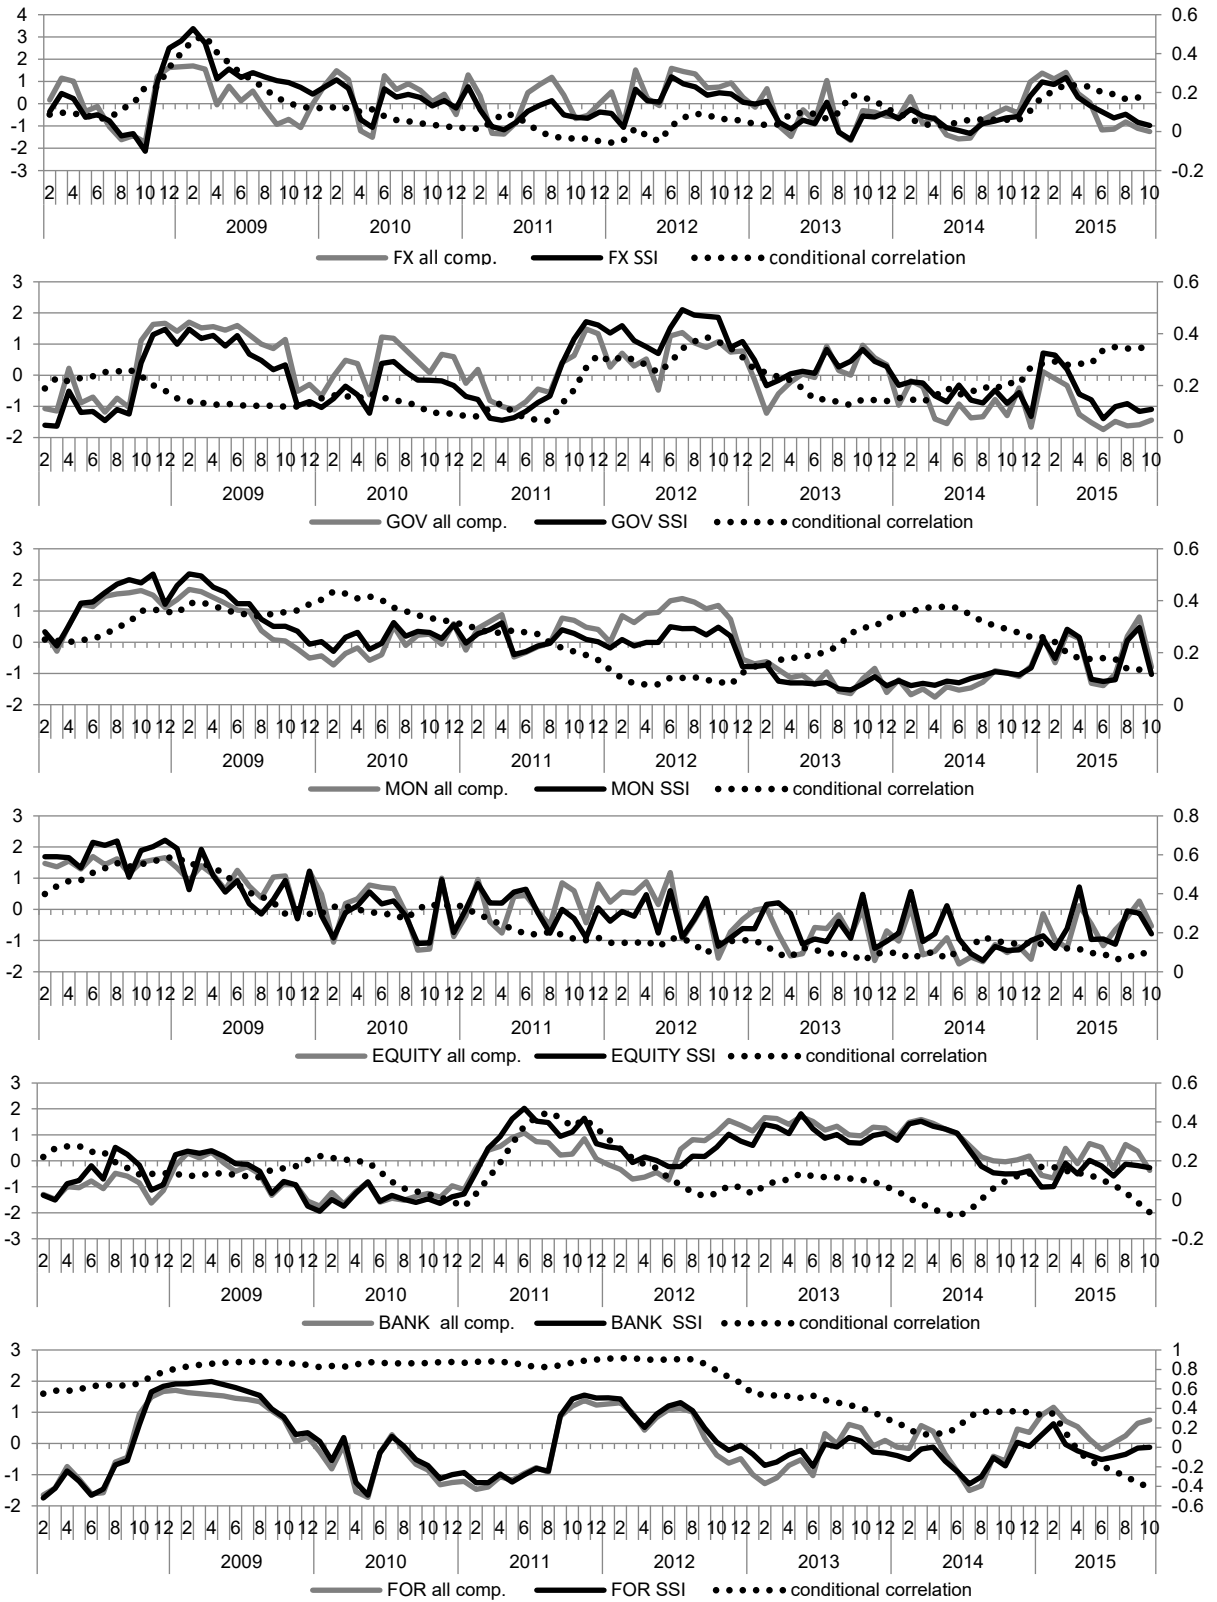 4 0.6
3
2 0.4
1 0.2
0
-1 0
-2
-3 -0.2
2 4 6 8 10 12 2 4 6 8 10 12 2 4 6 8 10 12 2 4 6 8 10 12 2 4 6 8 10 12 2 4 6 8 10 12 2 4 6 8 10 12 2 4 6 8 10
2009 2010 2011 2012 2013 2014 2015
FX all comp. FX SSI conditional correlation
3 0.6
2
1 0.4
0
-1 0.2
-2 0
2 4 6 8 10 12 2 4 6 8 10 12 2 4 6 8 10 12 2 4 6 8 10 12 2 4 6 8 10 12 2 4 6 8 10 12 2 4 6 8 10 12 2 4 6 8 10
2009 2010 2011 2012 2013 2014 2015
GOV all comp. GOV SSI conditional correlation
3 0.6
2
1 0.4
0
-1 0.2
-2 0
2 4 6 8 10 12 2 4 6 8 10 12 2 4 6 8 10 12 2 4 6 8 10 12 2 4 6 8 10 12 2 4 6 8 10 12 2 4 6 8 10 12 2 4 6 8 10
2009 2010 2011 2012 2013 2014 2015
MON all comp. MON SSI conditional correlation
3 0.8
2 0.6
1 0.4
0
-1 0.2
-2 0
2 4 6 8 10 12 2 4 6 8 10 12 2 4 6 8 10 12 2 4 6 8 10 12 2 4 6 8 10 12 2 4 6 8 10 12 2 4 6 8 10 12 2 4 6 8 10
2009 2010 2011 2012 2013 2014 2015
EQUITY all comp. EQUITY SSI conditional correlation
3 0.6
2 0.4
1
0 0.2
-1 0
-2
-3 -0.2
2 4 6 8 10 12 2 4 6 8 10 12 2 4 6 8 10 12 2 4 6 8 10 12 2 4 6 8 10 12 2 4 6 8 10 12 2 4 6 8 10 12 2 4 6 8 10
2009 2010 2011 2012 2013 2014 2015
BANK all comp. BANK SSI conditional correlation
3 1
0.8
2 0.6
1 0.4
0.2
0 0
-1 -0.2
-0.4
-2 -0.6
2 4 6 8 10 12 2 4 6 8 10 12 2 4 6 8 10 12 2 4 6 8 10 12 2 4 6 8 10 12 2 4 6 8 10 12 2 4 6 8 10 12 2 4 6 8 10
2009 2010 2011 2012 2013 2014 2015
FOR all comp. FOR SSI conditional correlation